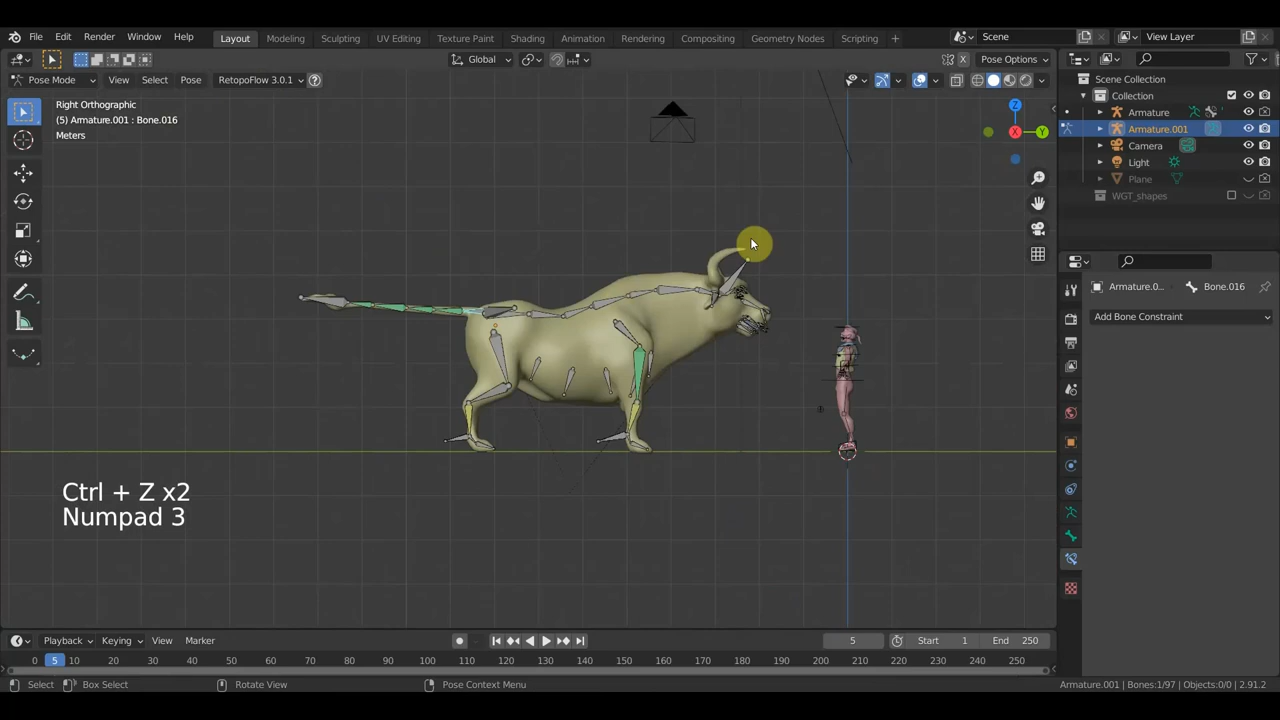 File Edit Render Window Help Layout Modeling Sculpting UV Editing Texture Paint Shading Animation Rendering Compositing Geometry Nodes Scripting + Scene View Layer
Global Pose Options
Pose Mode View Select Pose RetopoFlow 3.0.1
Right Orthographic
(5) Armature.001 : Bone.016
Meters
Z
X
Y
Ctrl + Z x2
Numpad 3
Scene Collection
Collection
Armature
Armature.001
Camera
Light
Plane
WGT_shapes
Armature.0... Bone.016
Add Bone Constraint
Playback Keying View Marker 5 Start 1 End 250
0 5 10 20 30 40 50 60 70 80 90 100 110 120 130 140 150 160 170 180 190 200 210 220 230 240 250
Select Box Select Rotate View Pose Context Menu Armature.001 | Bones:1/97 | Objects:0/0 | 2.91.2